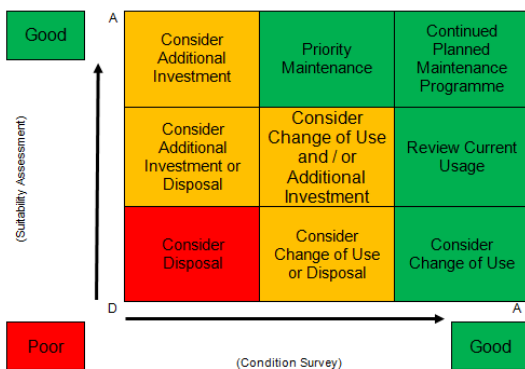 Good
A
Consider
Additional
Investment
Priority
Maintenance
Continued
Planned
Maintenance
Programme
(Suitability Assessment)
Consider
Additional
Investment or
Disposal
Consider
Change of Use
and / or
Additional
Investment
Review Current
Usage
Consider
Disposal
Consider
Change of Use
or Disposal
Consider
Change of Use
D
A
Poor
(Condition Survey)
Good